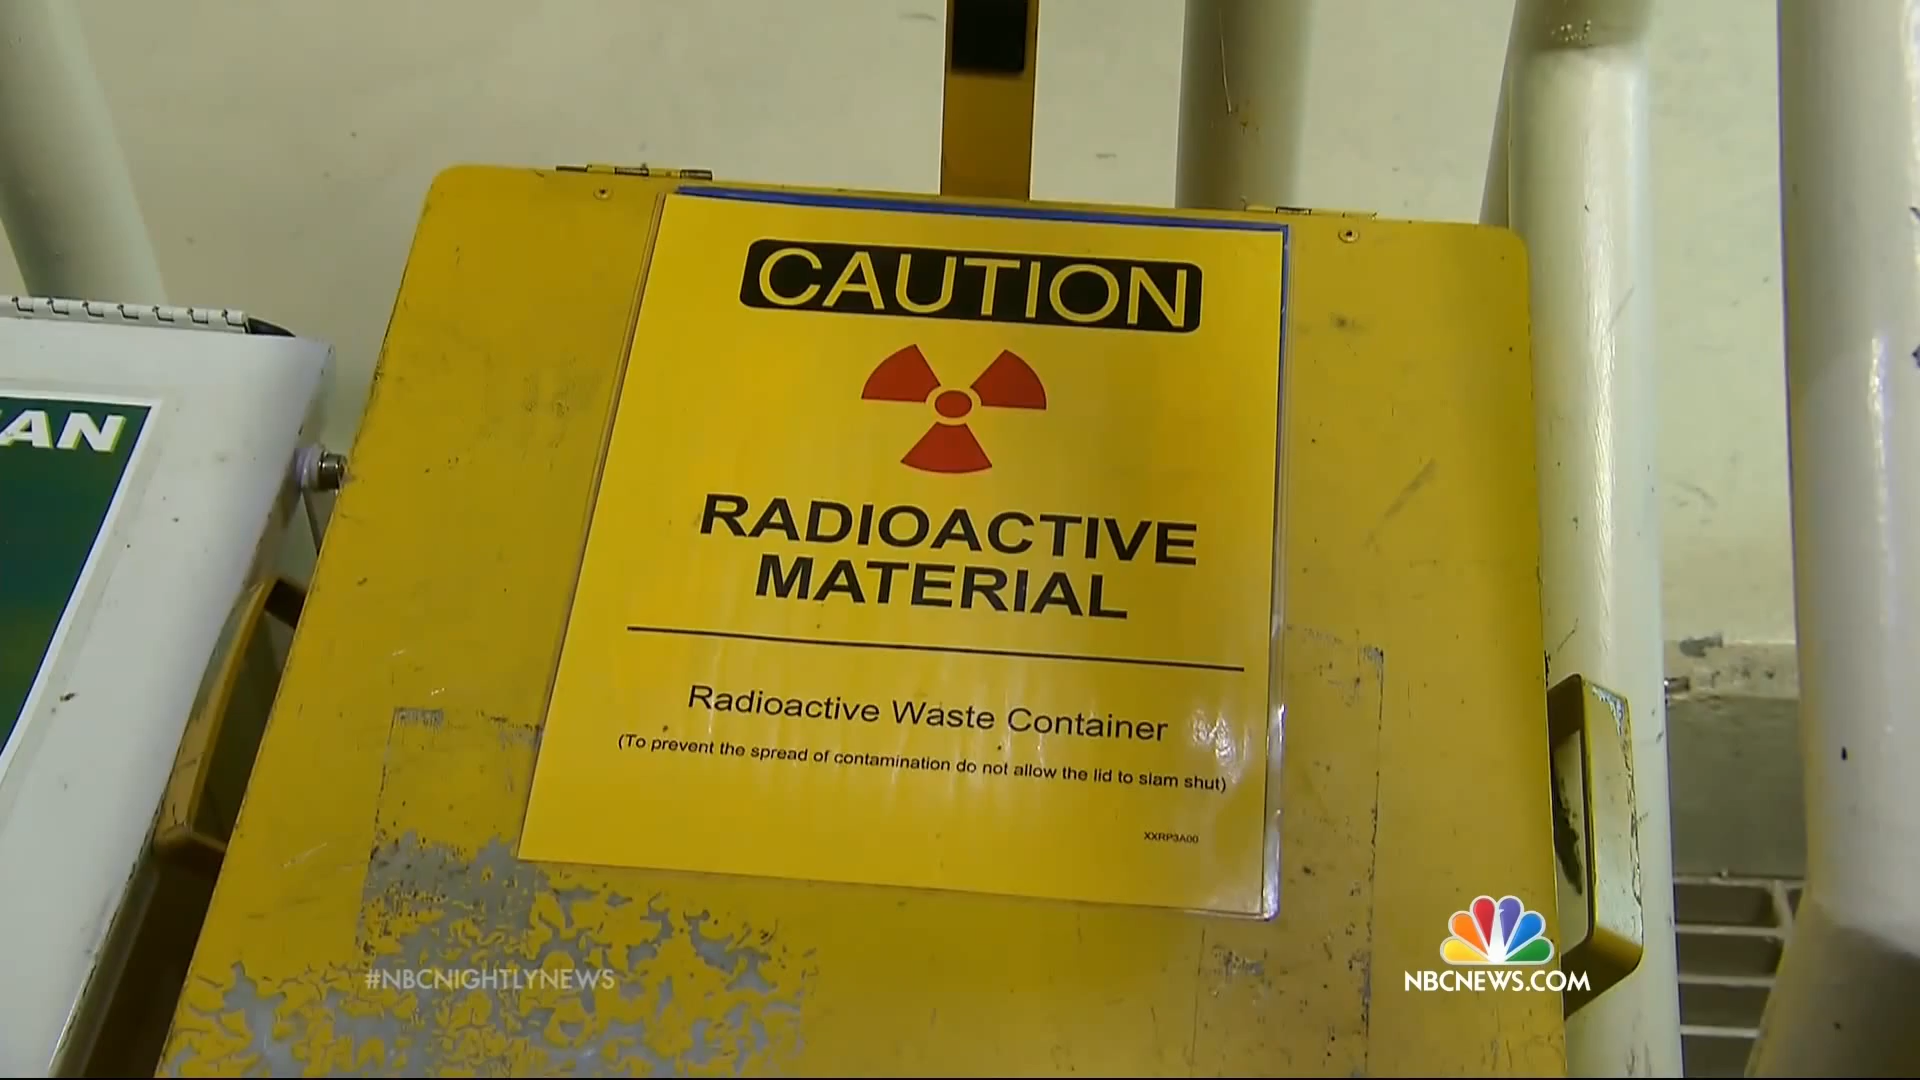 CAUTION
RADIOACTIVE
MATERIAL
Radioactive Waste Container
(To prevent the spread of contamination do not allow the lid to slam shut)
XXRP3A00
AN
#NBCNIGHTLYNEWS
NBCNEWS.COM